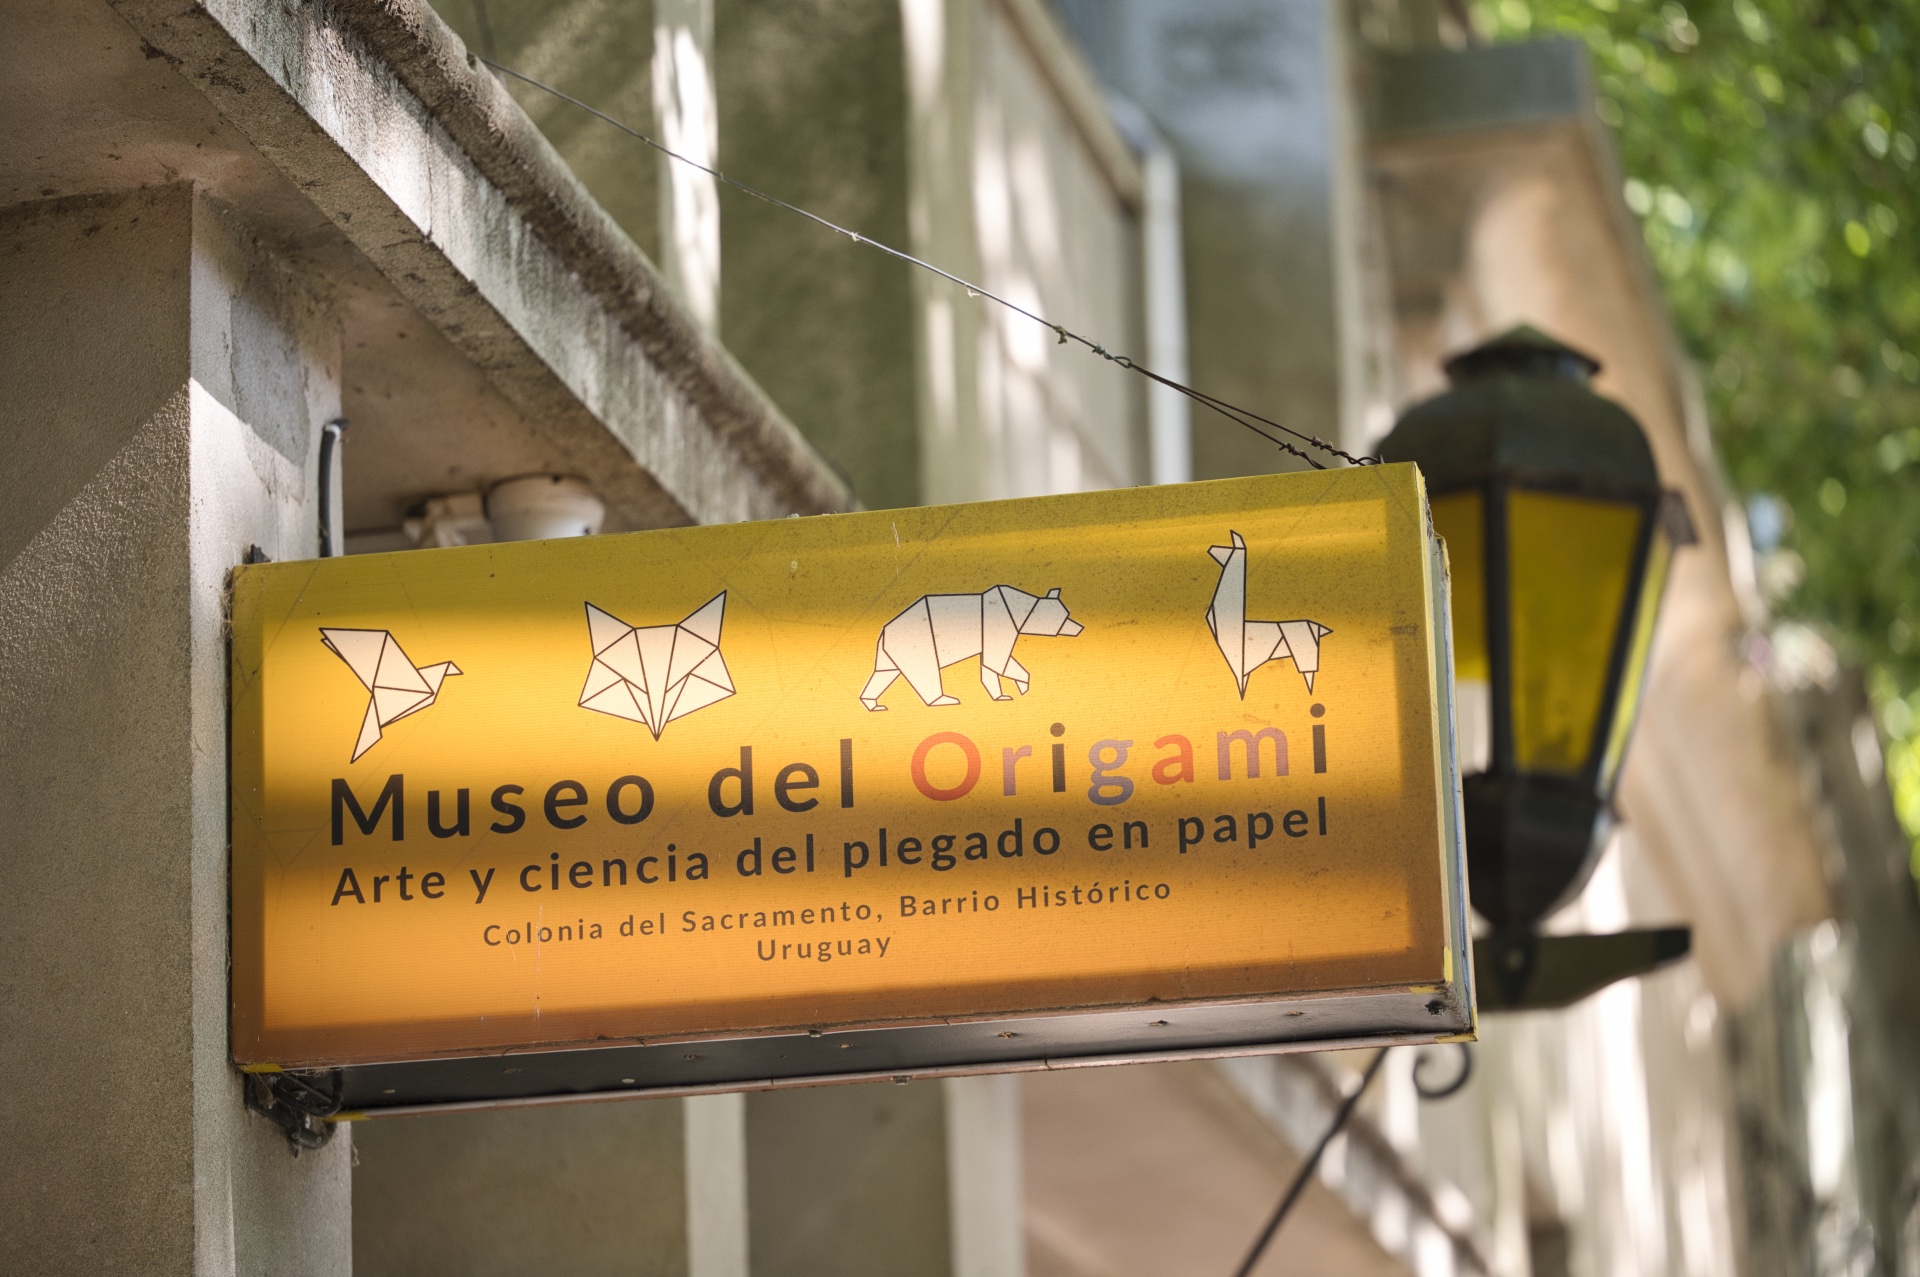 Museo del Origami
Arte y ciencia del plegado en papel
Colonia del Sacramento, Barrio Histórico
Uruguay